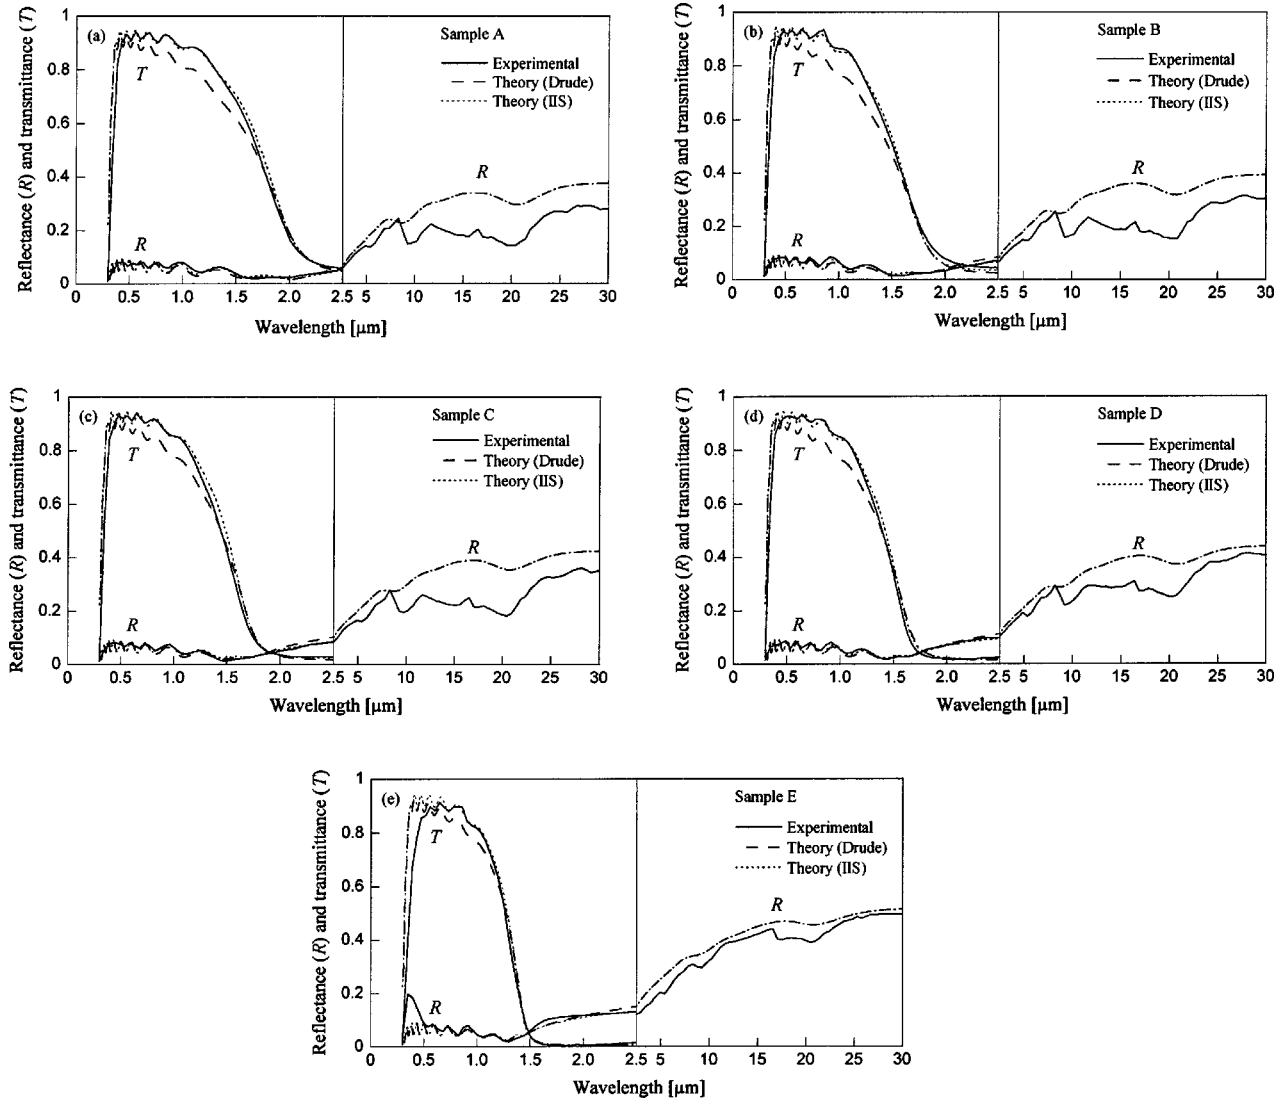 Reflectance (R) and transmittance (T)
1
0.8
0.6
0.4
0.2
0
(a)
Sample A
Experimental
Theory (Drude)
Theory (IIS)
T
R
R
0 0.5 1.0 1.5 2.0 2.5 5 10 15 20 25 30
Wavelength [μm]
Reflectance (R) and transmittance (T)
1
0.8
0.6
0.4
0.2
0
(b)
Sample B
Experimental
Theory (Drude)
Theory (IIS)
T
R
R
0 0.5 1.0 1.5 2.0 2.5 5 10 15 20 25 30
Wavelength [μm]
Reflectance (R) and transmittance (T)
1
0.8
0.6
0.4
0.2
0
(c)
Sample C
Experimental
Theory (Drude)
Theory (IIS)
T
R
R
0 0.5 1.0 1.5 2.5 5 10 15 20 25 30
Wavelength [μm]
Reflectance (R) and transmittance (T)
1
0.8
0.6
0.4
0.2
0
(d)
Sample D
Experimental
Theory (Drude)
Theory (IIS)
T
R
R
0 0.5 1.0 1.5 2.0 2.5 5 10 15 20 25 30
Wavelength [μm]
Reflectance (R) and transmittance (T)
1
0.8
0.6
0.4
0.2
0
(e)
Sample E
Experimental
Theory (Drude)
Theory (IIS)
T
R
R
0 0.5 1.0 1.5 2.0 2.5 5 10 15 20 25 30
Wavelength [μm]